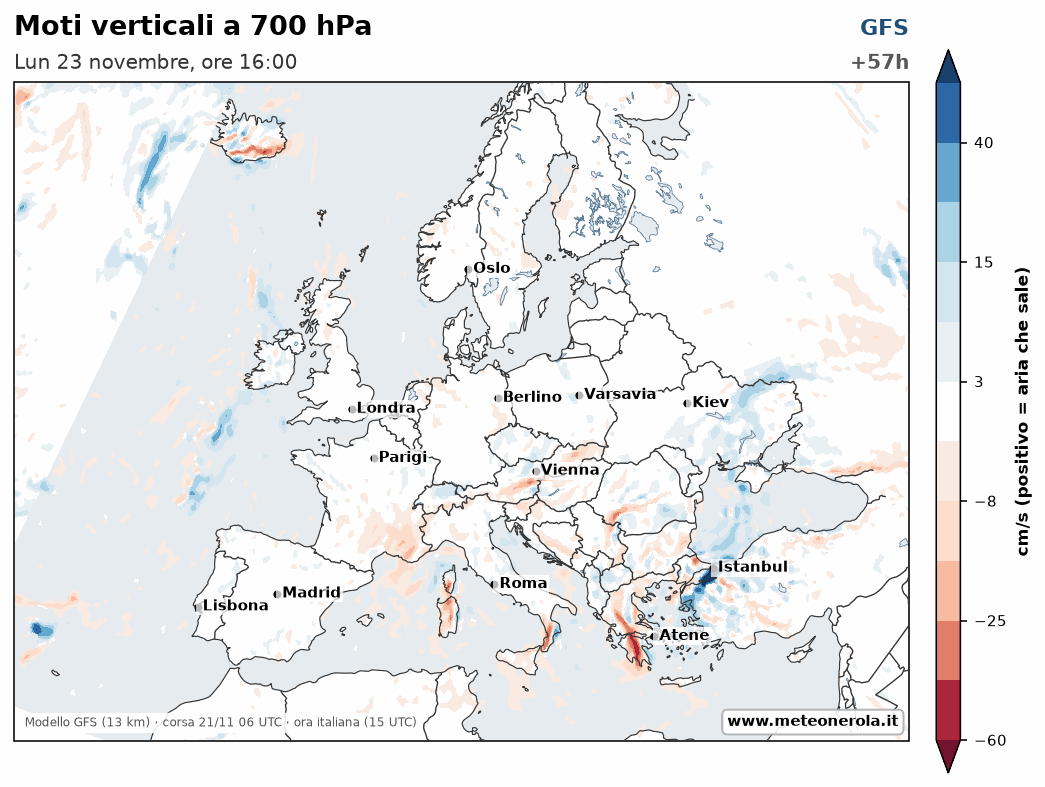 Moti verticali a 700 hPa
GFS
Lun 23 novembre, ore 16:00
+57h
40
15
3
−8
−25
−60
cm/s (positivo = aria che sale)
Oslo
Londra
Berlino
Varsavia
Kiev
Parigi
Vienna
Istanbul
Roma
Madrid
Lisbona
Atene
Modello GFS (13 km) · corsa 21/11 06 UTC · ora italiana (15 UTC)
www.meteonerola.it